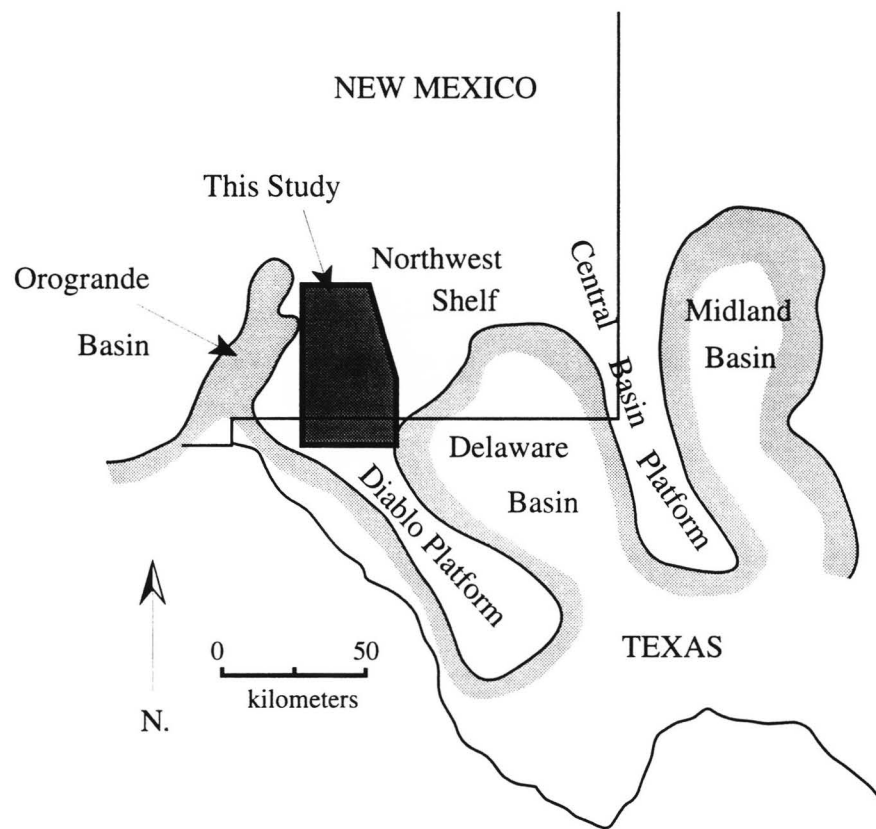 NEW MEXICO
This Study
Orogrande
Basin
Northwest
Shelf
Central
Basin
Platform
Midland
Basin
Delaware
Basin
Diablo Platform
TEXAS
0
50
kilometers
N.